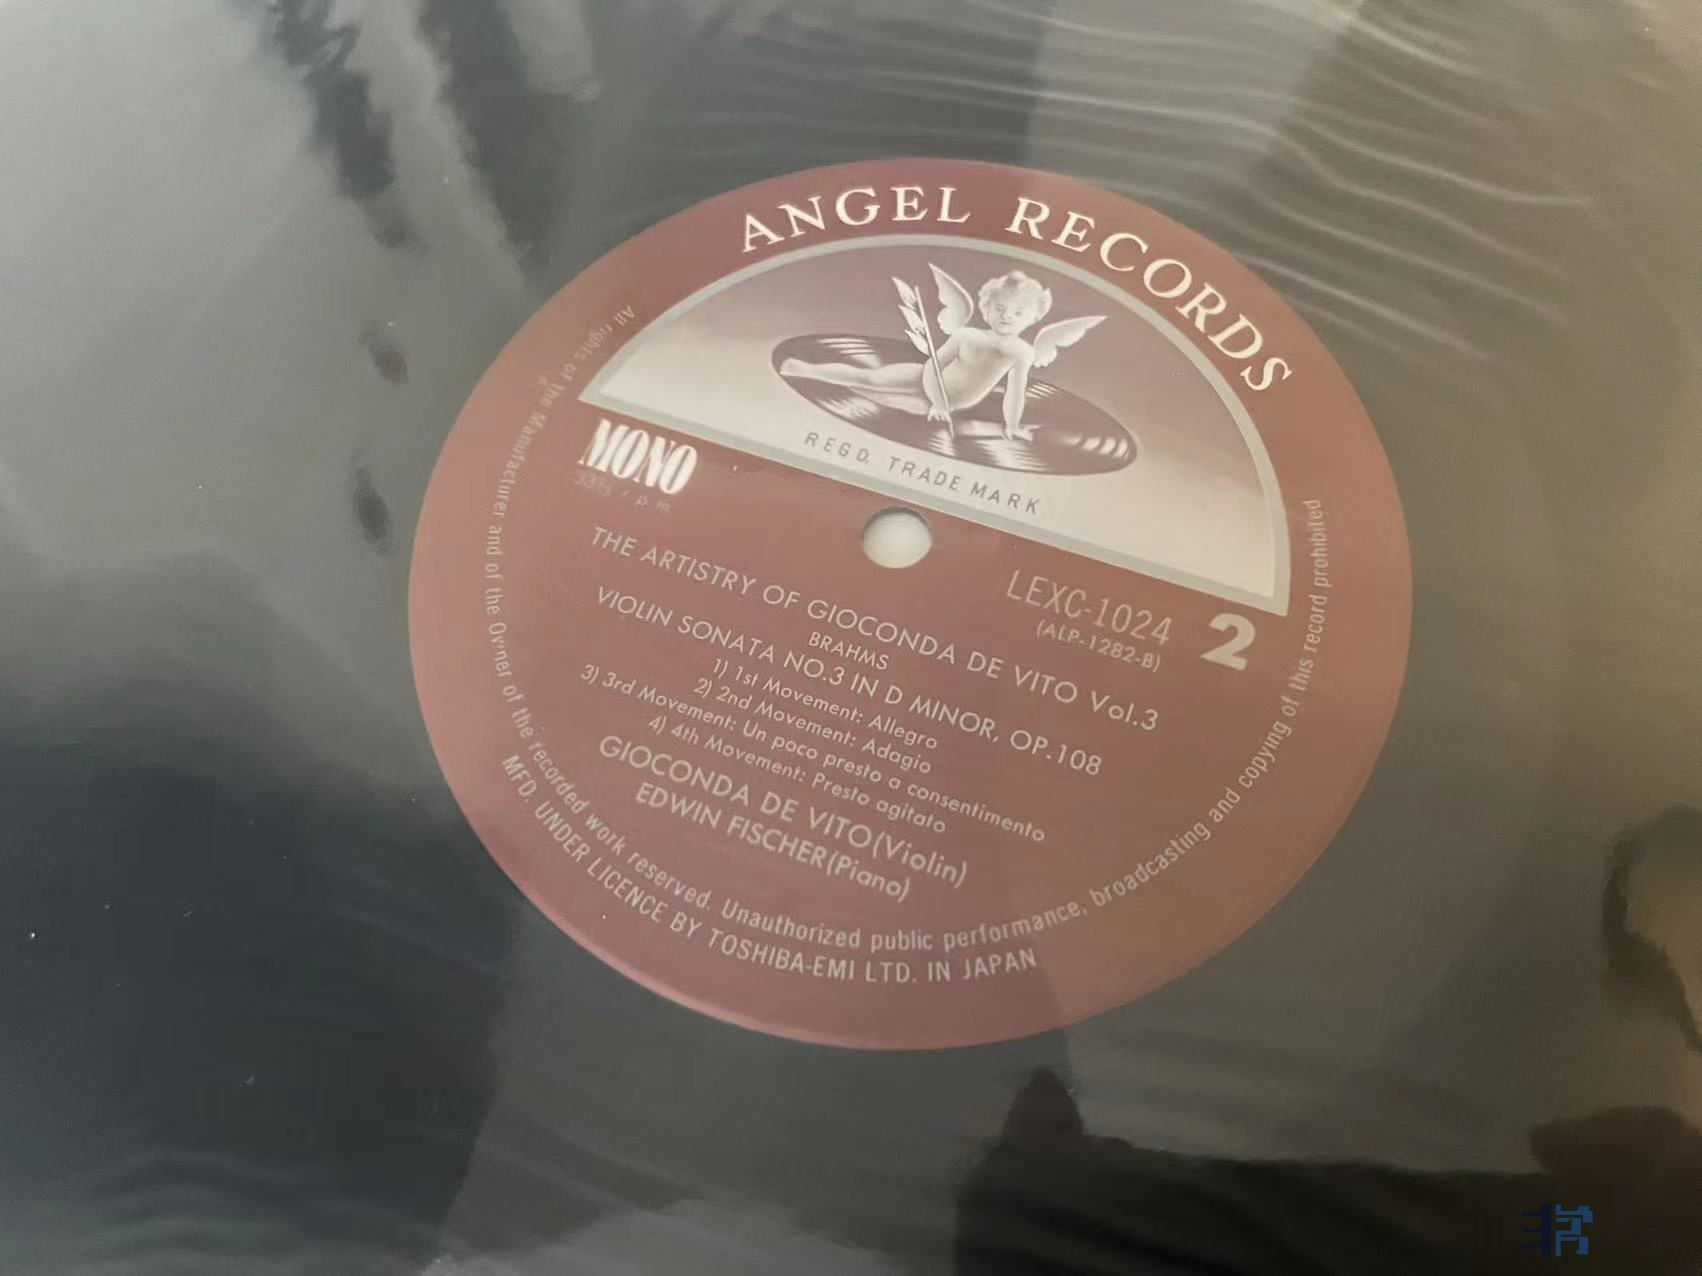 ANGEL RECORDS
REGD. TRADE MARK
MONO
33⅓ r.p.m.
LEXC-1024
(ALP-1282-B)
2
THE ARTISTRY OF GIOCONDA DE VITO Vol.3
BRAHMS
VIOLIN SONATA NO.3 IN D MINOR, OP.108
1) 1st Movement: Allegro
2) 2nd Movement: Adagio
3) 3rd Movement: Un poco presto a consentimento
4) 4th Movement: Presto agitato
GIOCONDA DE VITO(Violin)
EDWIN FISCHER(Piano)
All rights of the Manufacturer and of the Owner of the recorded work reserved. Unauthorized public performance, broadcasting and copying of this record prohibited
MFD. UNDER LICENCE BY TOSHIBA-EMI LTD. IN JAPAN